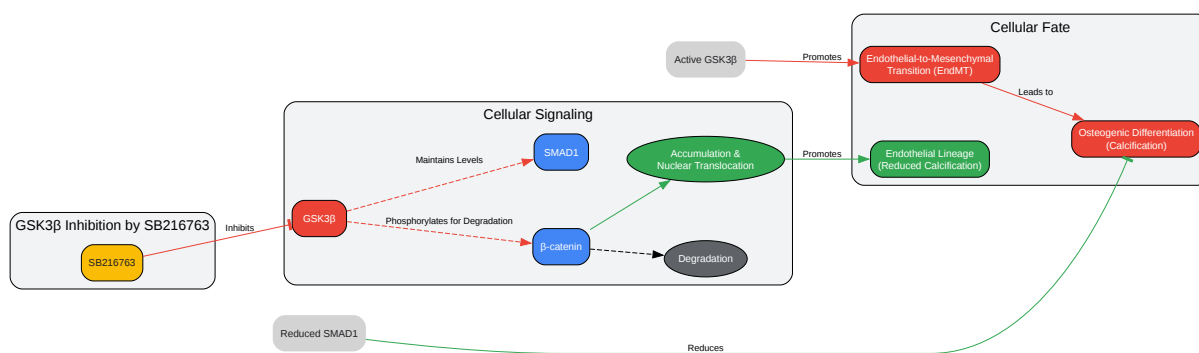 Cellular Fate
Active GSK3β
Promotes
Endothelial-to-Mesenchymal
Transition (EndMT)
Leads to
Cellular Signaling
Osteogenic Differentiation
(Calcification)
SMAD1
Accumulation &
Nuclear Translocation
Promotes
Endothelial Lineage
(Reduced Calcification)
Maintains Levels
GSK3β Inhibition by SB216763
Inhibits
GSK3β
Phosphorylates for Degradation
β-catenin
Degradation
SB216763
Reduced SMAD1
Reduces